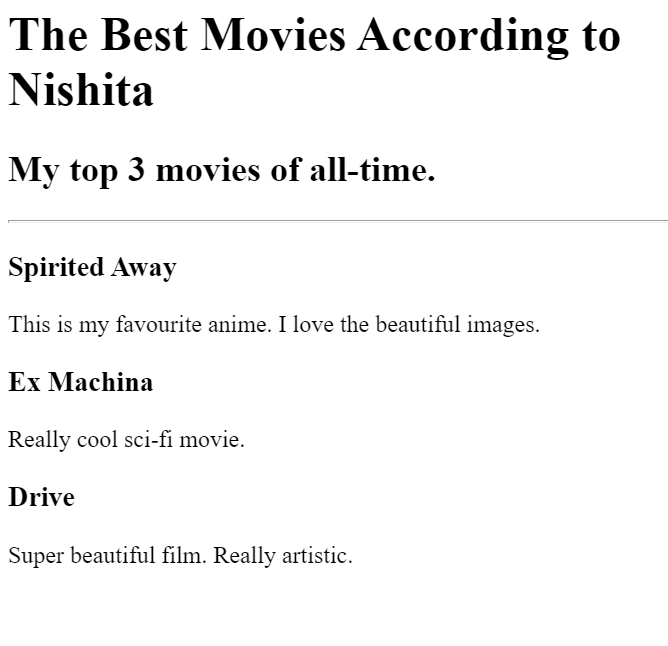 The Best Movies According to
Nishita
My top 3 movies of all-time.
Spirited Away
This is my favourite anime. I love the beautiful images.
Ex Machina
Really cool sci-fi movie.
Drive
Super beautiful film. Really artistic.